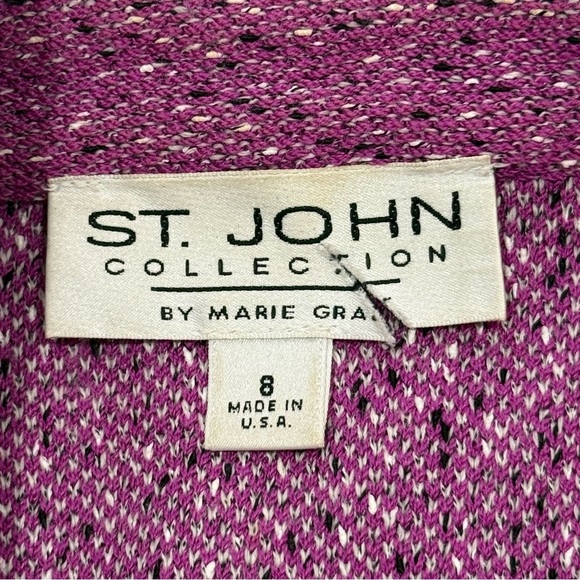 ST. JOHN
COLLECTION
BY MARIE
8
MADE IN
U.S.A.